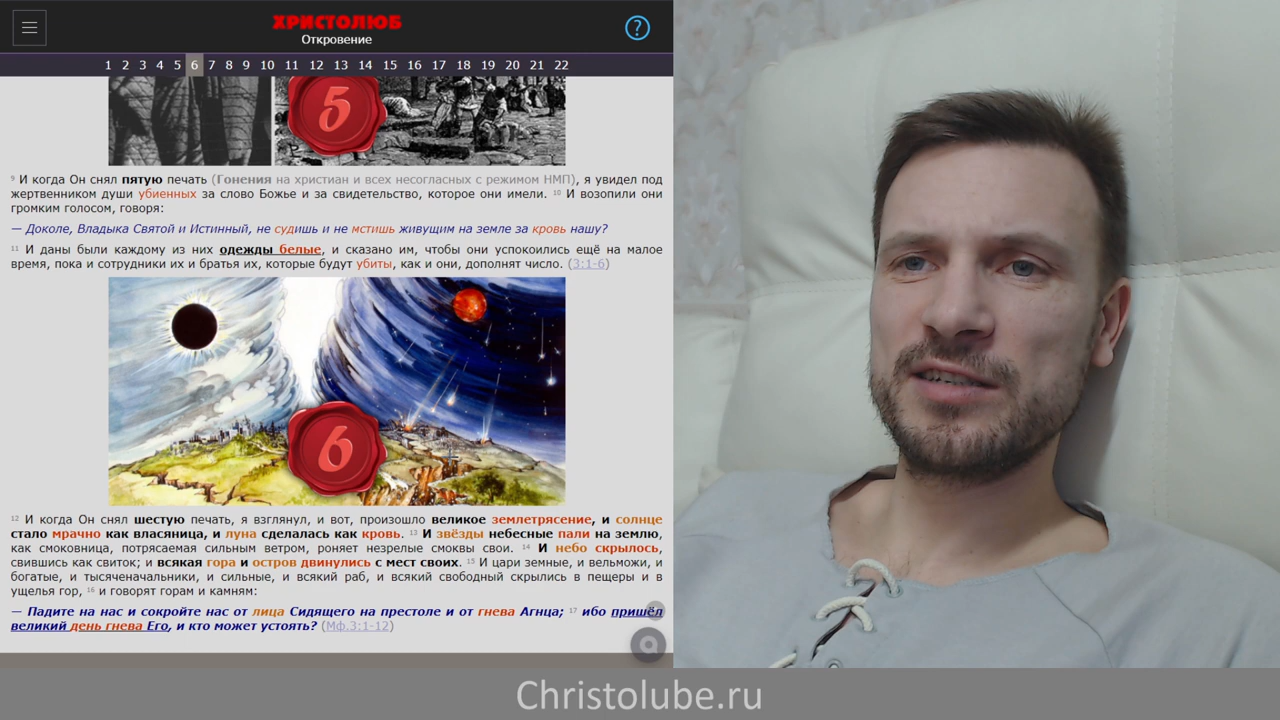 ХРИСТОЛЮБ
?
Откровение
1 2 3 4 5 6 7 8 9 10 11 12 13 14 15 16 17 18 19 20 21 22
5
9 И когда Он снял пятую печать (Гонения на христиан и всех несогласных с режимом НМП), я увидел под
жертвенником души убиенных за слово Божье и за свидетельство, которое они имели. 10 И возопили они
громким голосом, говоря:
— Доколе, Владыка Святой и Истинный, не судишь и не мстишь живущим на земле за кровь нашу?
11 И даны были каждому из них одежды белые, и сказано им, чтобы они успокоились ещё на малое
время, пока и сотрудники их и братья их, которые будут убиты, как и они, дополнят число. (3:1-6)
6
12 И когда Он снял шестую печать, я взглянул, и вот, произошло великое землетрясение, и солнце
стало мрачно как власяница, и луна сделалась как кровь. 13 И звёзды небесные пали на землю,
как смоковница, потрясаемая сильным ветром, роняет незрелые смоквы свои. 14 И небо скрылось,
свившись как свиток; и всякая гора и остров двинулись с мест своих. 15 И цари земные, и вельможи, и
богатые, и тысяченачальники, и сильные, и всякий раб, и всякий свободный скрылись в пещеры и в
ущелья гор, 16 и говорят горам и камням:
— Падите на нас и сокройте нас от лица Сидящего на престоле и от гнева Агнца; 17 ибо пришёл
великий день гнева Его, и кто может устоять? (Мф.3:1-12)
Christolube.ru